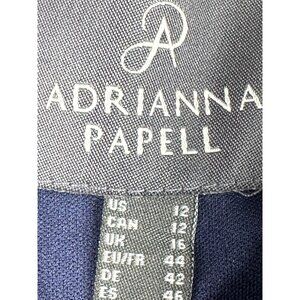 ADRIANNA
PAPELL
US 12
CAN 12
UK 16
EU/FR 44
DE 42
ES 46